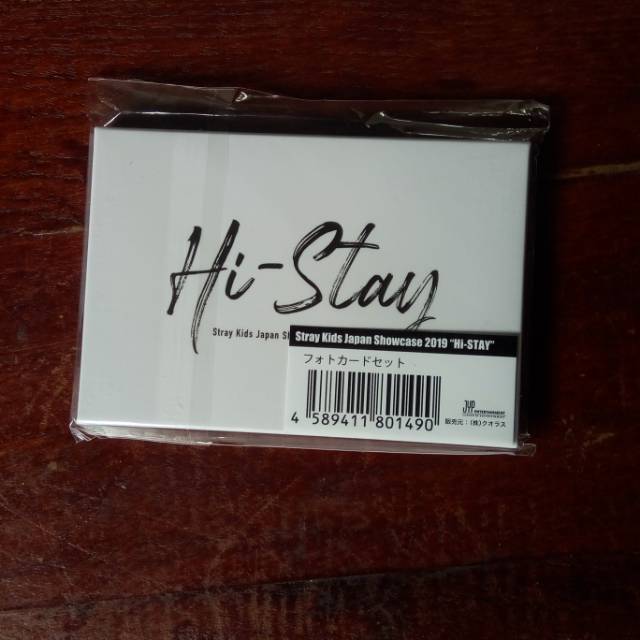 Hi-Stay
Stray Kids Japan Sh
Stray Kids Japan Showcase 2019 "Hi-STAY"
フォトカードセット
4 589411 801490
JYP
ENTERTAINMENT
販売元:(株)クオラス